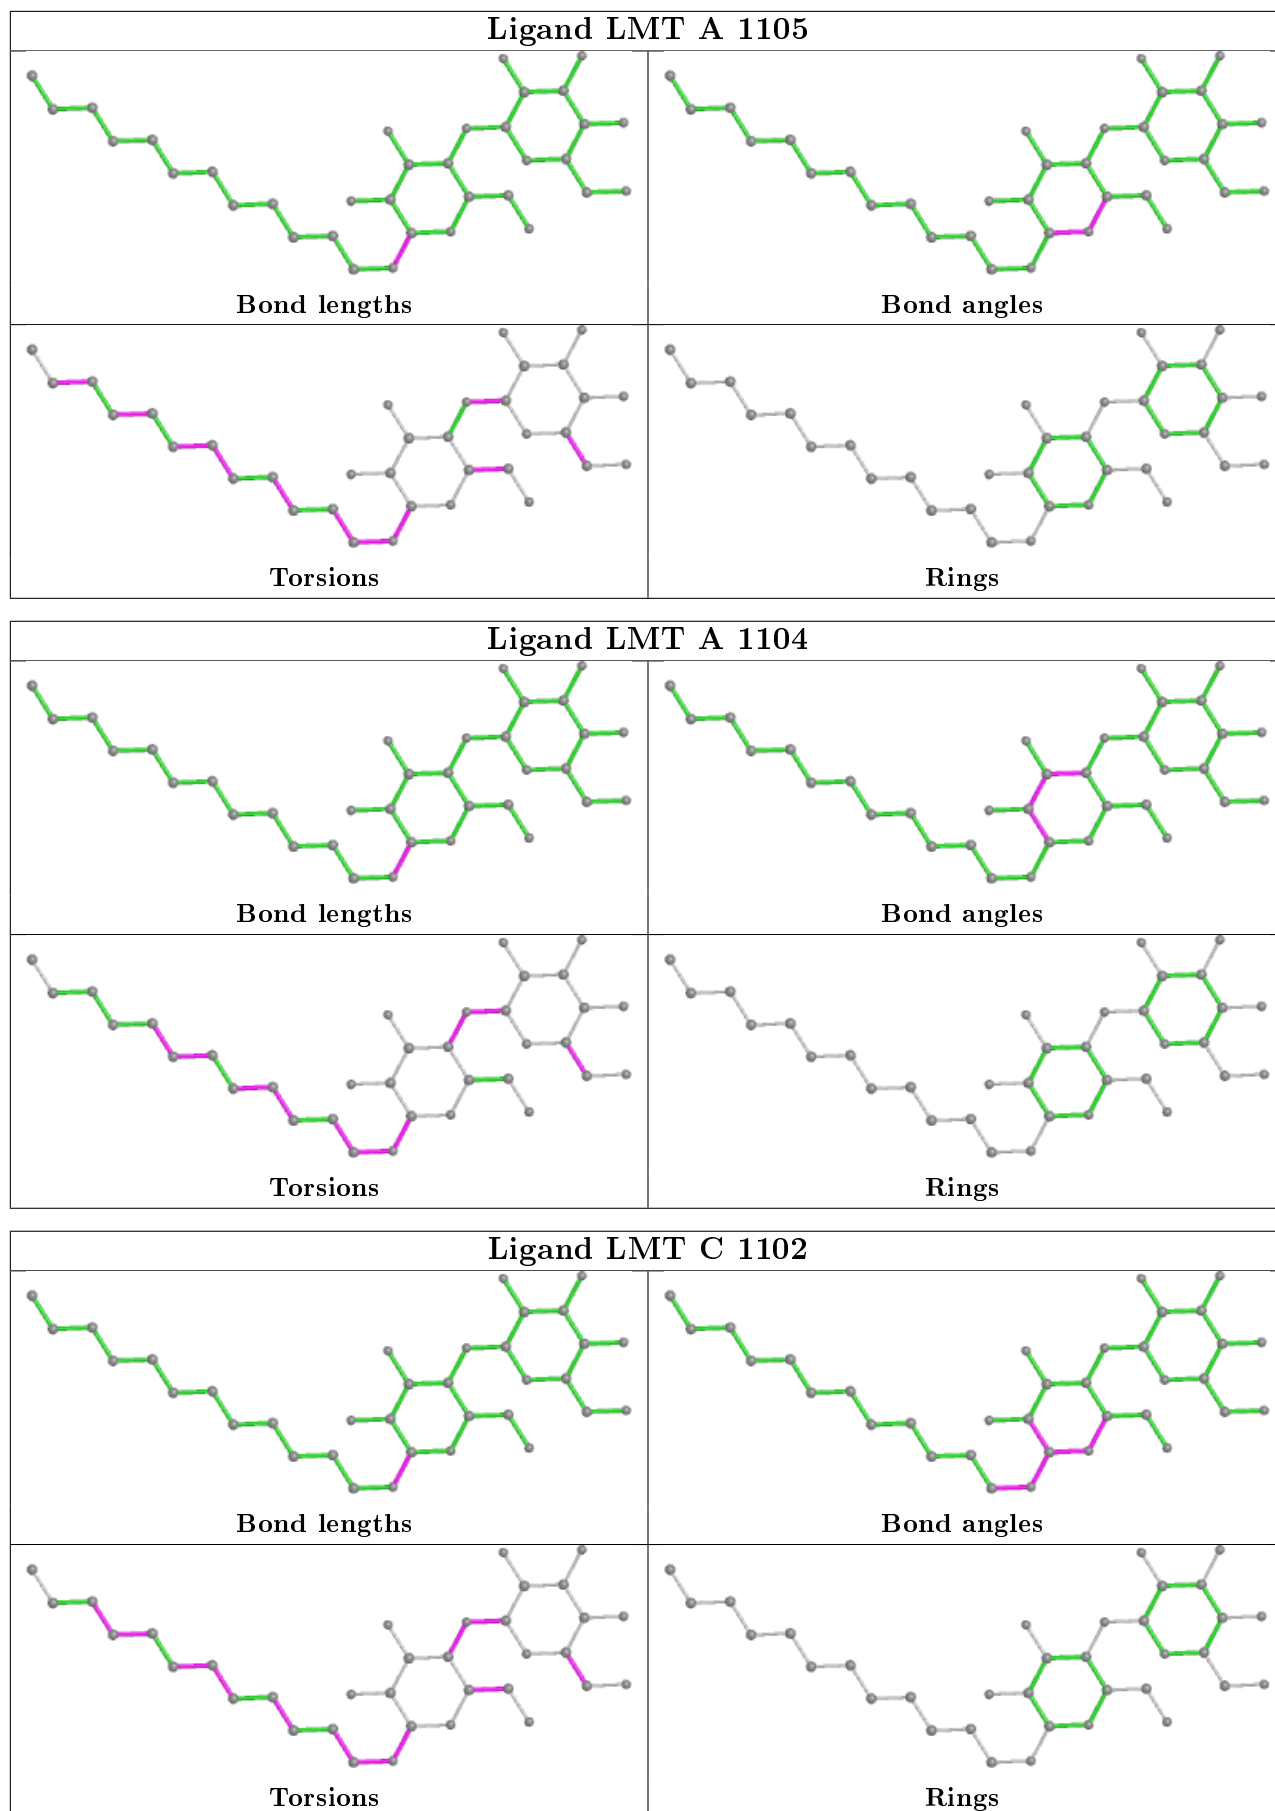 Ligand LMT A 1105
Bond lengths
Bond angles
Torsions
Rings
Ligand LMT A 1104
Bond lengths
Bond angles
Torsions
Rings
Ligand LMT C 1102
Bond lengths
Bond angles
Torsions
Rings